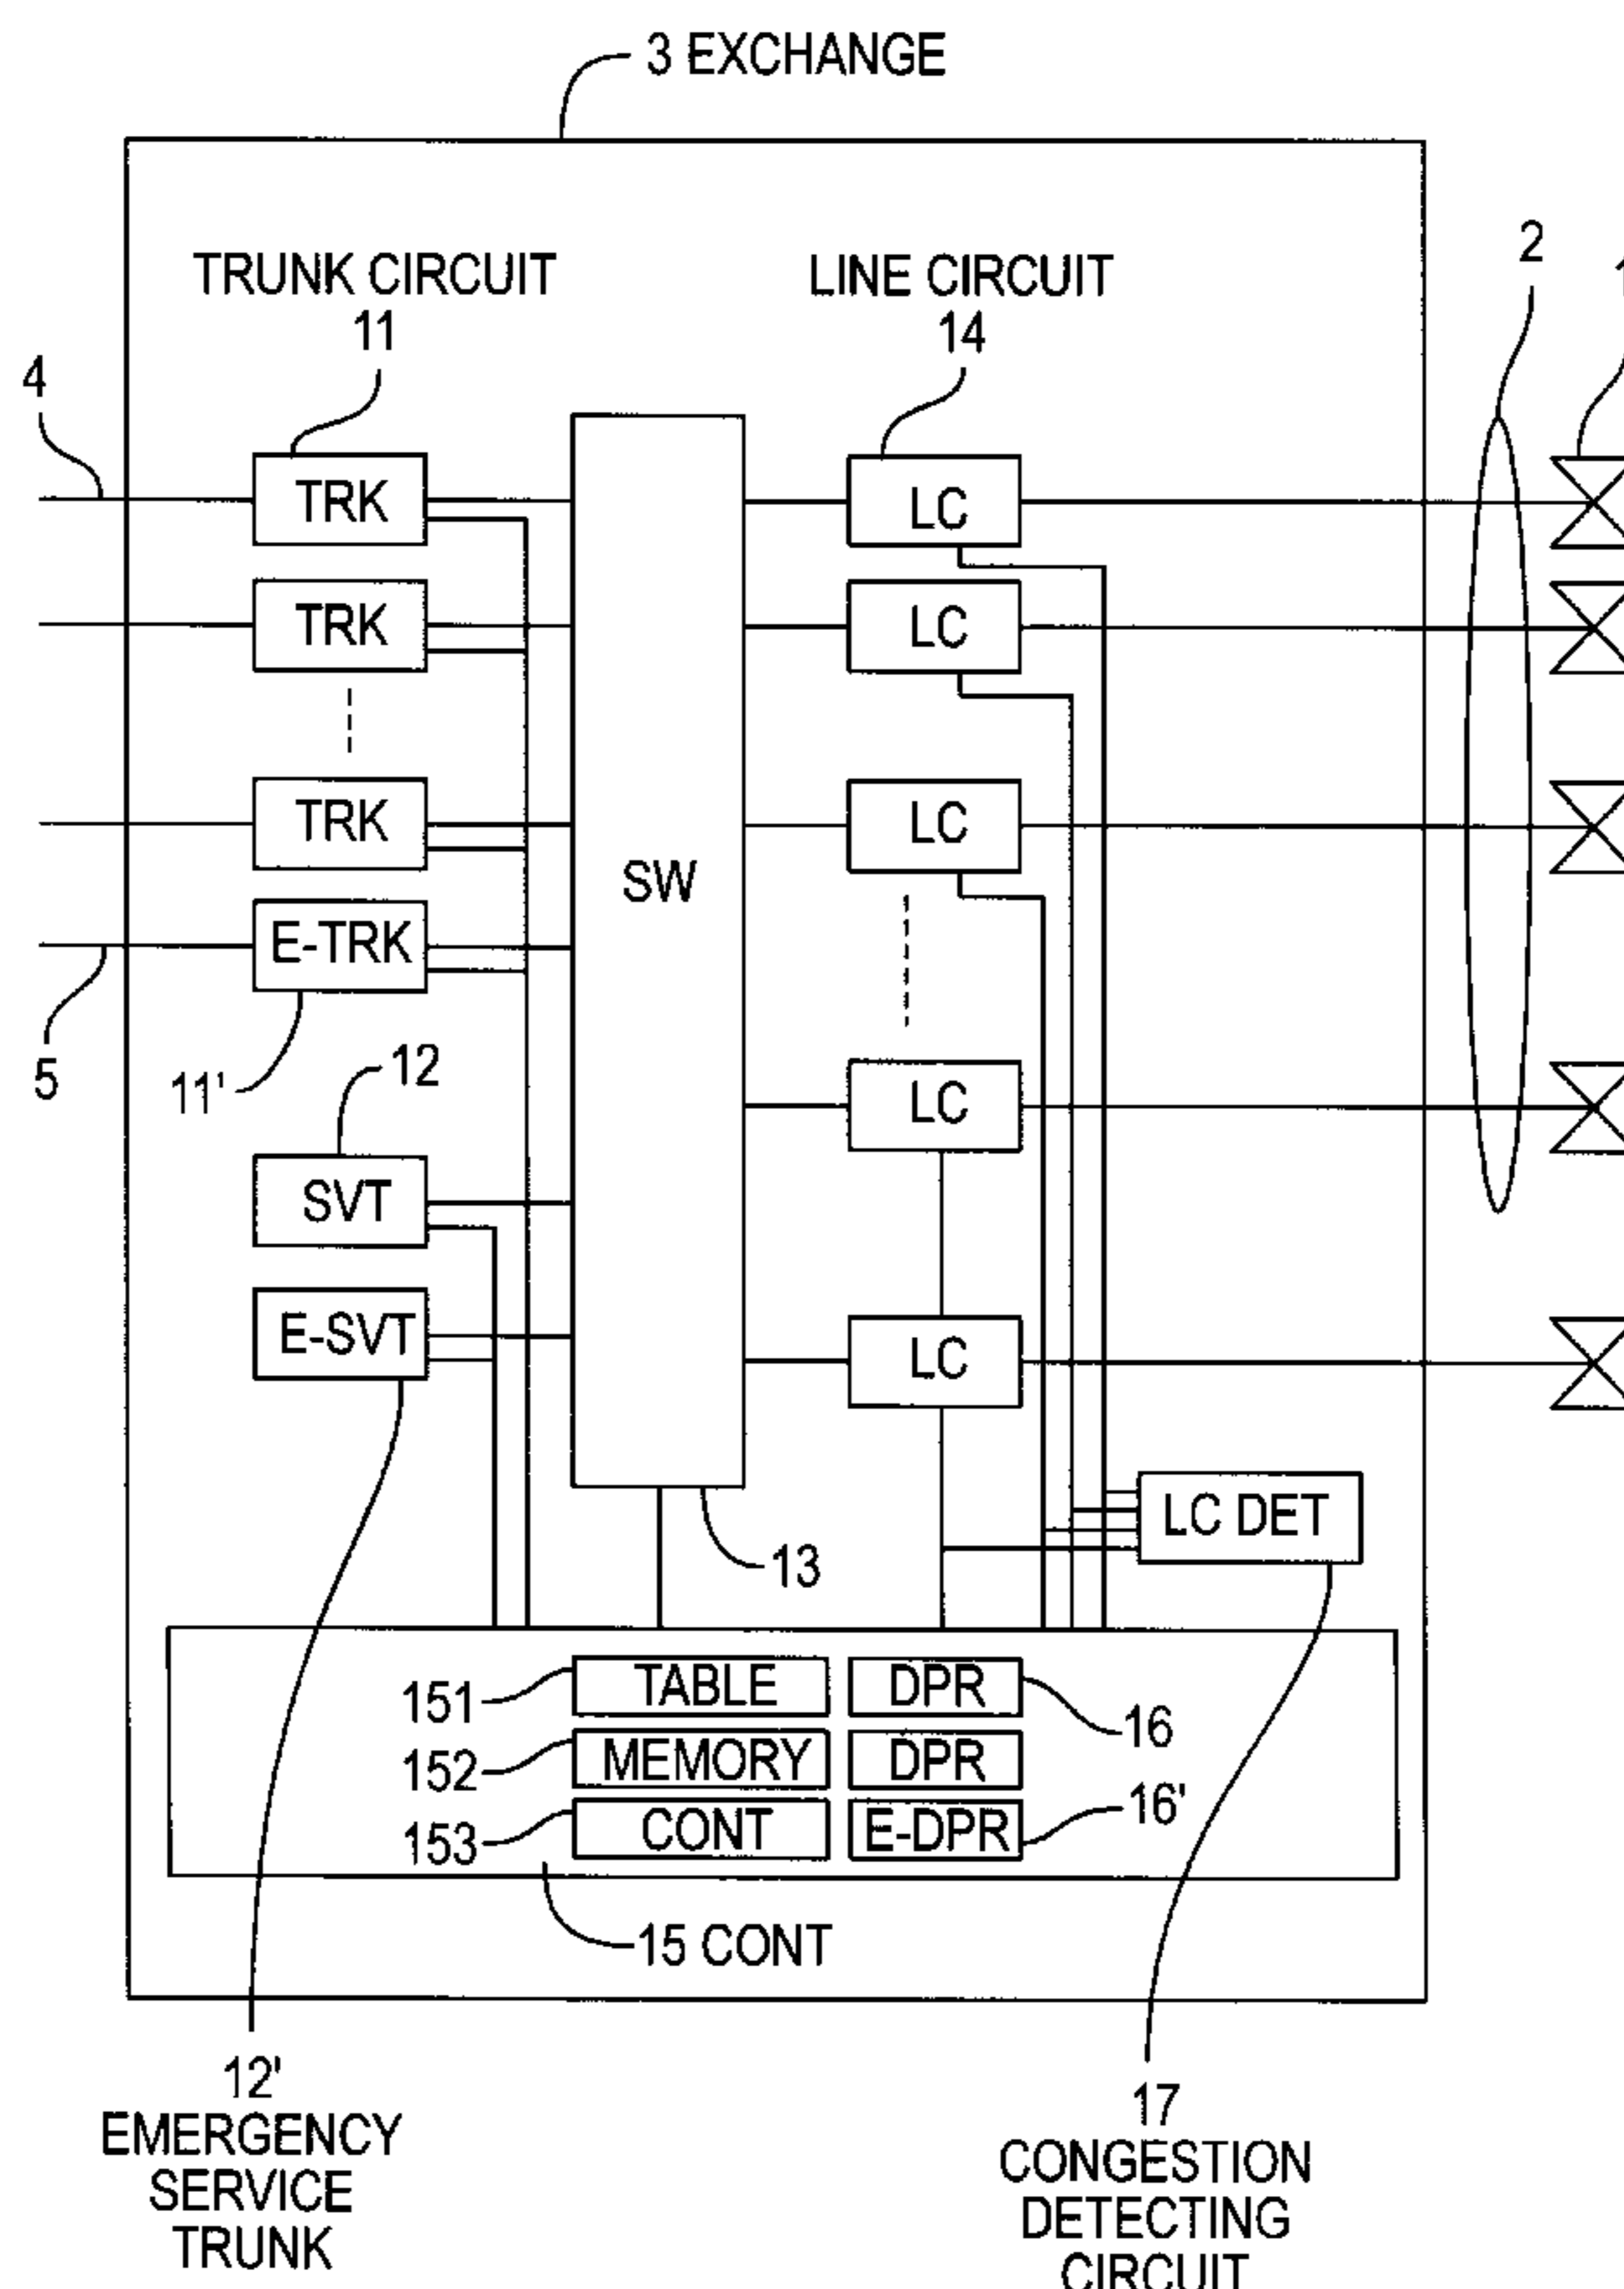 3 EXCHANGE
TRUNK CIRCUIT
11
LINE CIRCUIT
14
2
1
4
TRK
LC
TRK
LC
TRK
LC
SW
E-TRK
5
11'
12
LC
SVT
E-SVT
LC
LC DET
13
151
TABLE
DPR
16
152
MEMORY
DPR
153
CONT
E-DPR
16'
15 CONT
12'
EMERGENCY
SERVICE
TRUNK
17
CONGESTION
DETECTING
CIRCUIT